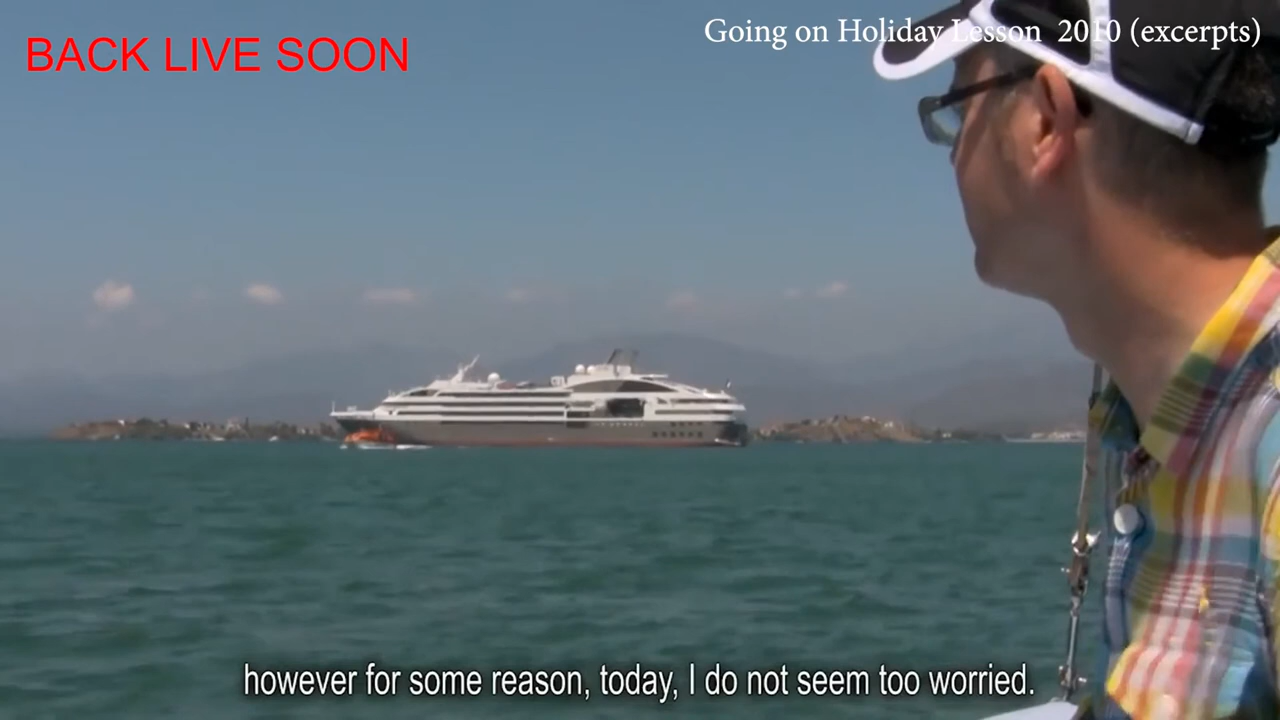 BACK LIVE SOON
Going on Holiday Lesson 2010 (excerpts)
however for some reason, today, I do not seem too worried.